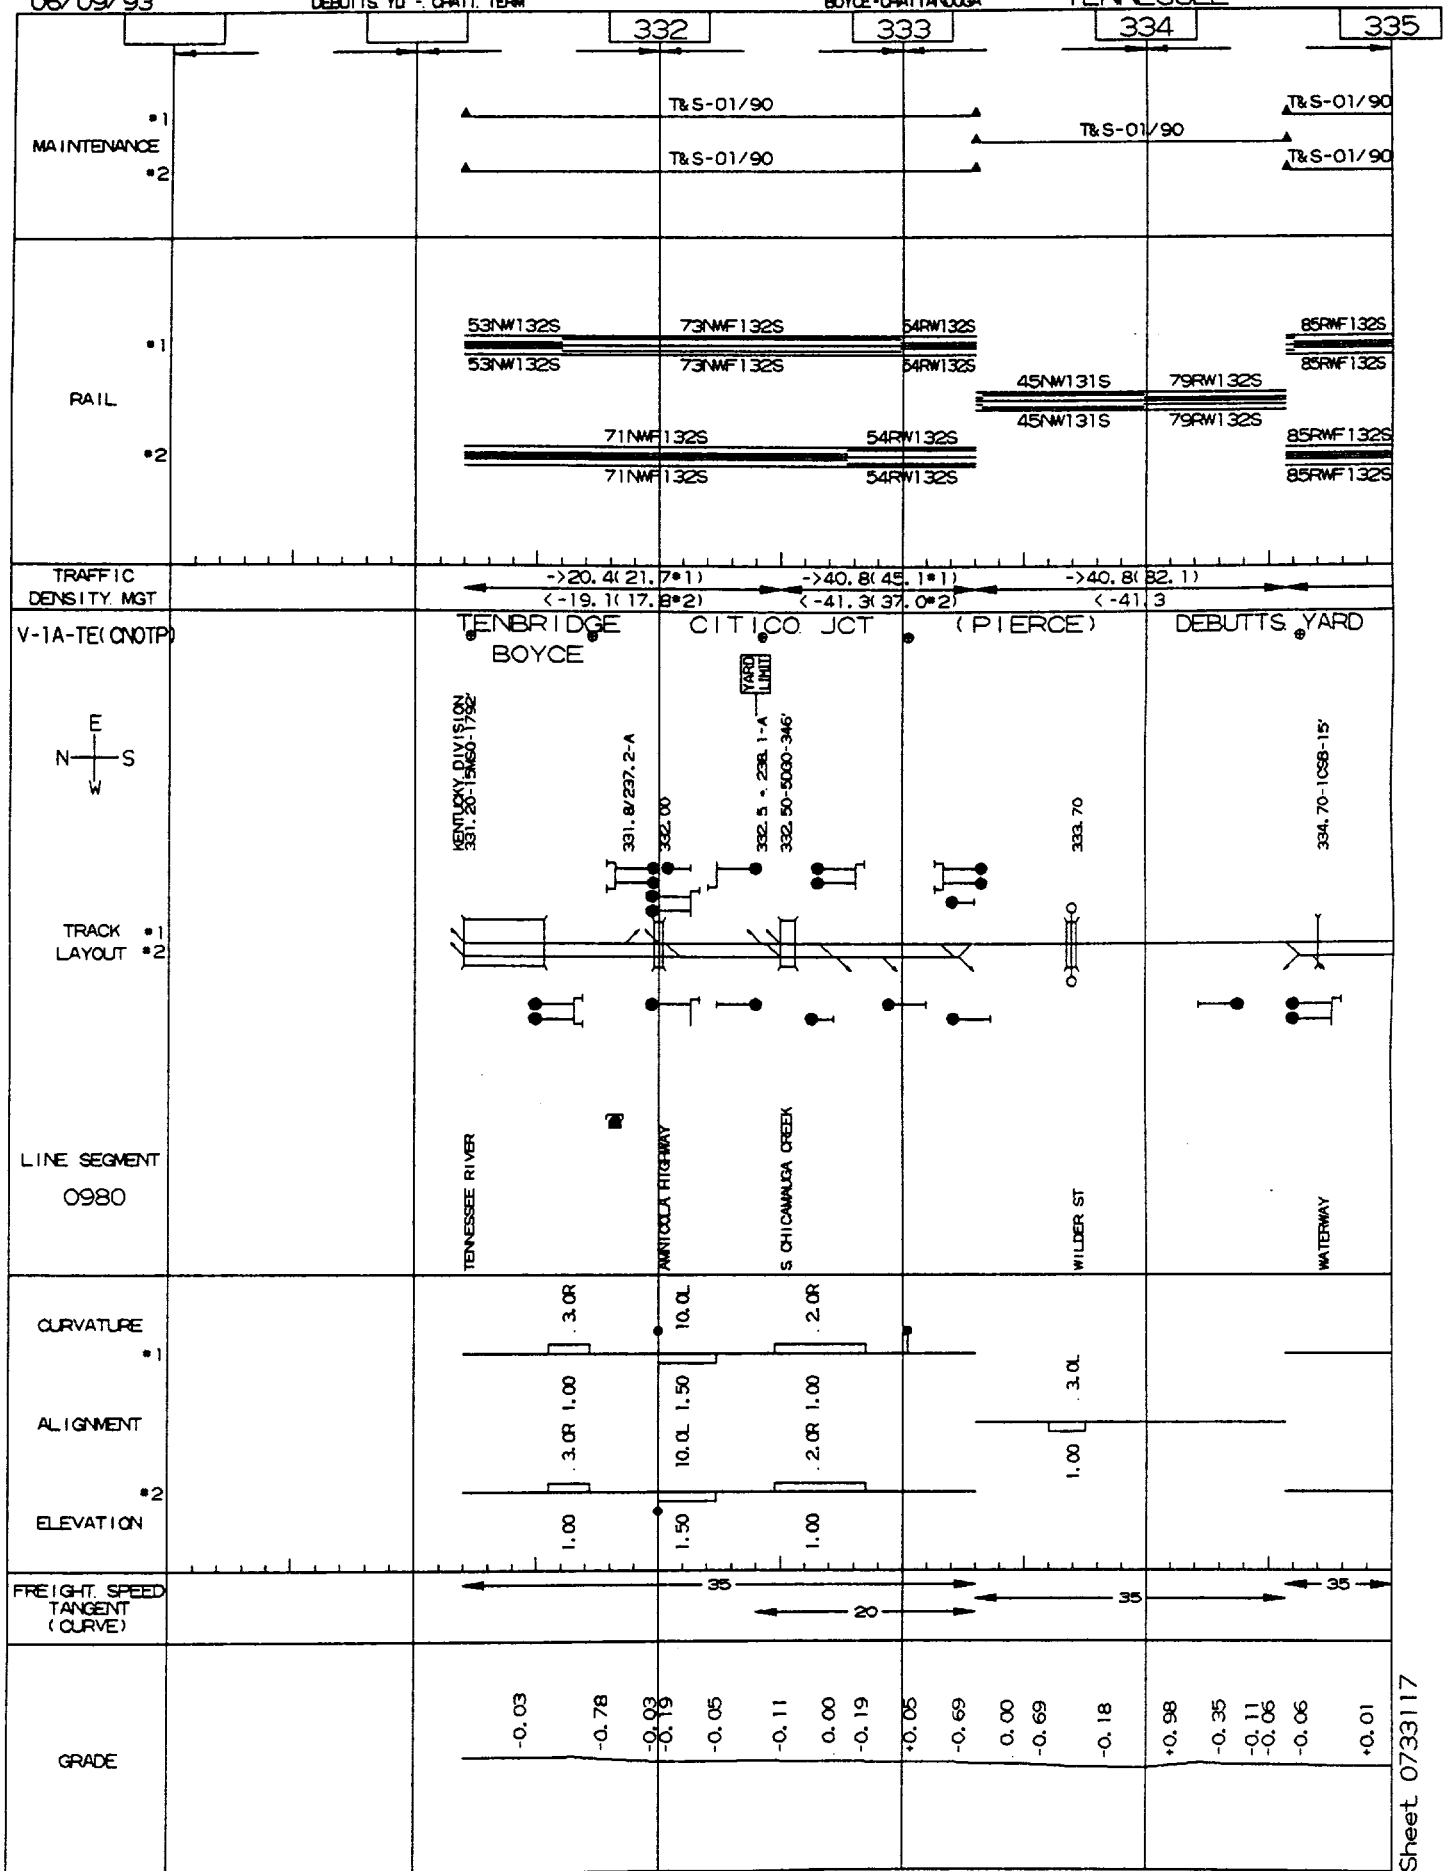 06/09/93
DEBUTTS YD - CHATT. TERM
BOYCE-CHATTANOOGA
TENNESSEE
332 333 334 335
T&S-01/90 T&S-01/90
#1
T&S-01/90
MAINTENANCE
T&S-01/90 T&S-01/90
#2
53NW132S 73NWF132S 54RW132S 85RWF132S
#1
53NW132S 73NWF132S 54RW132S 85RWF132S
45NW131S 79RW132S
RAIL
45NW131S 79RW132S
71NWF132S 54RW132S 85RWF132S
#2
71NWF132S 54RW132S 85RWF132S
TRAFFIC
DENSITY. MGT
->20.4(21.7#1) ->40.8(45.1#1) ->40.8(82.1)
<-19.1(17.8#2) <-41.3(37.0#2) <-41.3
V-1A-TE(CNOTP)
TENBRIDGE CITICO JCT (PIERCE) DEBUTTS YARD
BOYCE
YARD
LIMIT
E
N S
W
KENTUCKY DIVISION
331.20-15MGO-1792'
331.8/237.2-A
332.00
332.5 = 238.1-A
332.50-5DGO-346'
333.70
334.70-1CSB-15'
TRACK #1
LAYOUT #2
LINE SEGMENT
0980
TENNESSEE RIVER
AMNICOLA HIGHWAY
S CHICAMAUGA CREEK
WILDER ST
WATERWAY
CURVATURE
#1
3.0R 10.0L 2.0R
1.00 1.50 1.00
ALIGNMENT
3.0L
1.00
#2
3.0R 10.0L 2.0R
ELEVATION
1.00 1.50 1.00
FREIGHT. SPEED
TANGENT
(CURVE)
35 35 35
20
GRADE
-0.03 -0.78 -0.03 -0.19 -0.05 -0.11 0.00 -0.19 +0.05 -0.69 0.00 -0.69 -0.18 +0.98 -0.35 -0.11 -0.06 -0.06 +0.01
Sheet 0733117